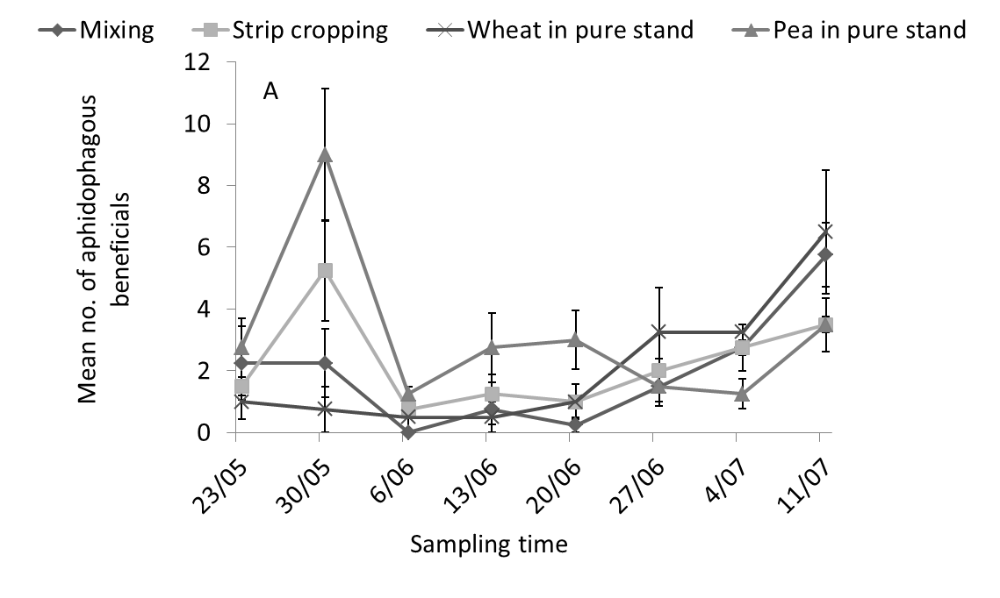 Mixing Strip cropping Wheat in pure stand Pea in pure stand
A
Mean no. of aphidophagous
beneficials
12
10
8
6
4
2
0
23/05 30/05 6/06 13/06 20/06 27/06 4/07 11/07
Sampling time